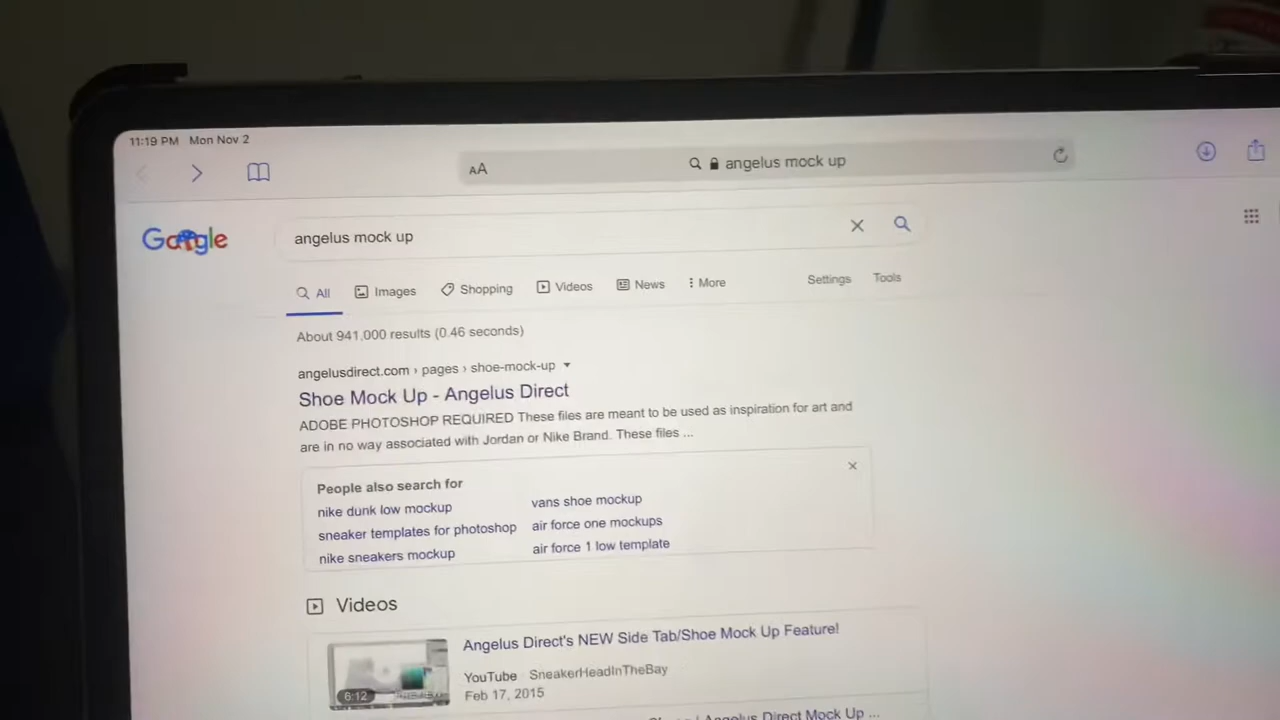 11:19 PM Mon Nov 2
AA angelus mock up
Google angelus mock up
All Images Shopping Videos News More Settings Tools
About 941,000 results (0.46 seconds)
angelusdirect.com › pages › shoe-mock-up
Shoe Mock Up - Angelus Direct
ADOBE PHOTOSHOP REQUIRED These files are meant to be used as inspiration for art and
are in no way associated with Jordan or Nike Brand. These files ...
People also search for
nike dunk low mockup vans shoe mockup
sneaker templates for photoshop air force one mockups
nike sneakers mockup air force 1 low template
Videos
Angelus Direct's NEW Side Tab/Shoe Mock Up Feature!
YouTube SneakerHeadInTheBay
6:12 Feb 17, 2015
Angelus Direct Mock Up ...